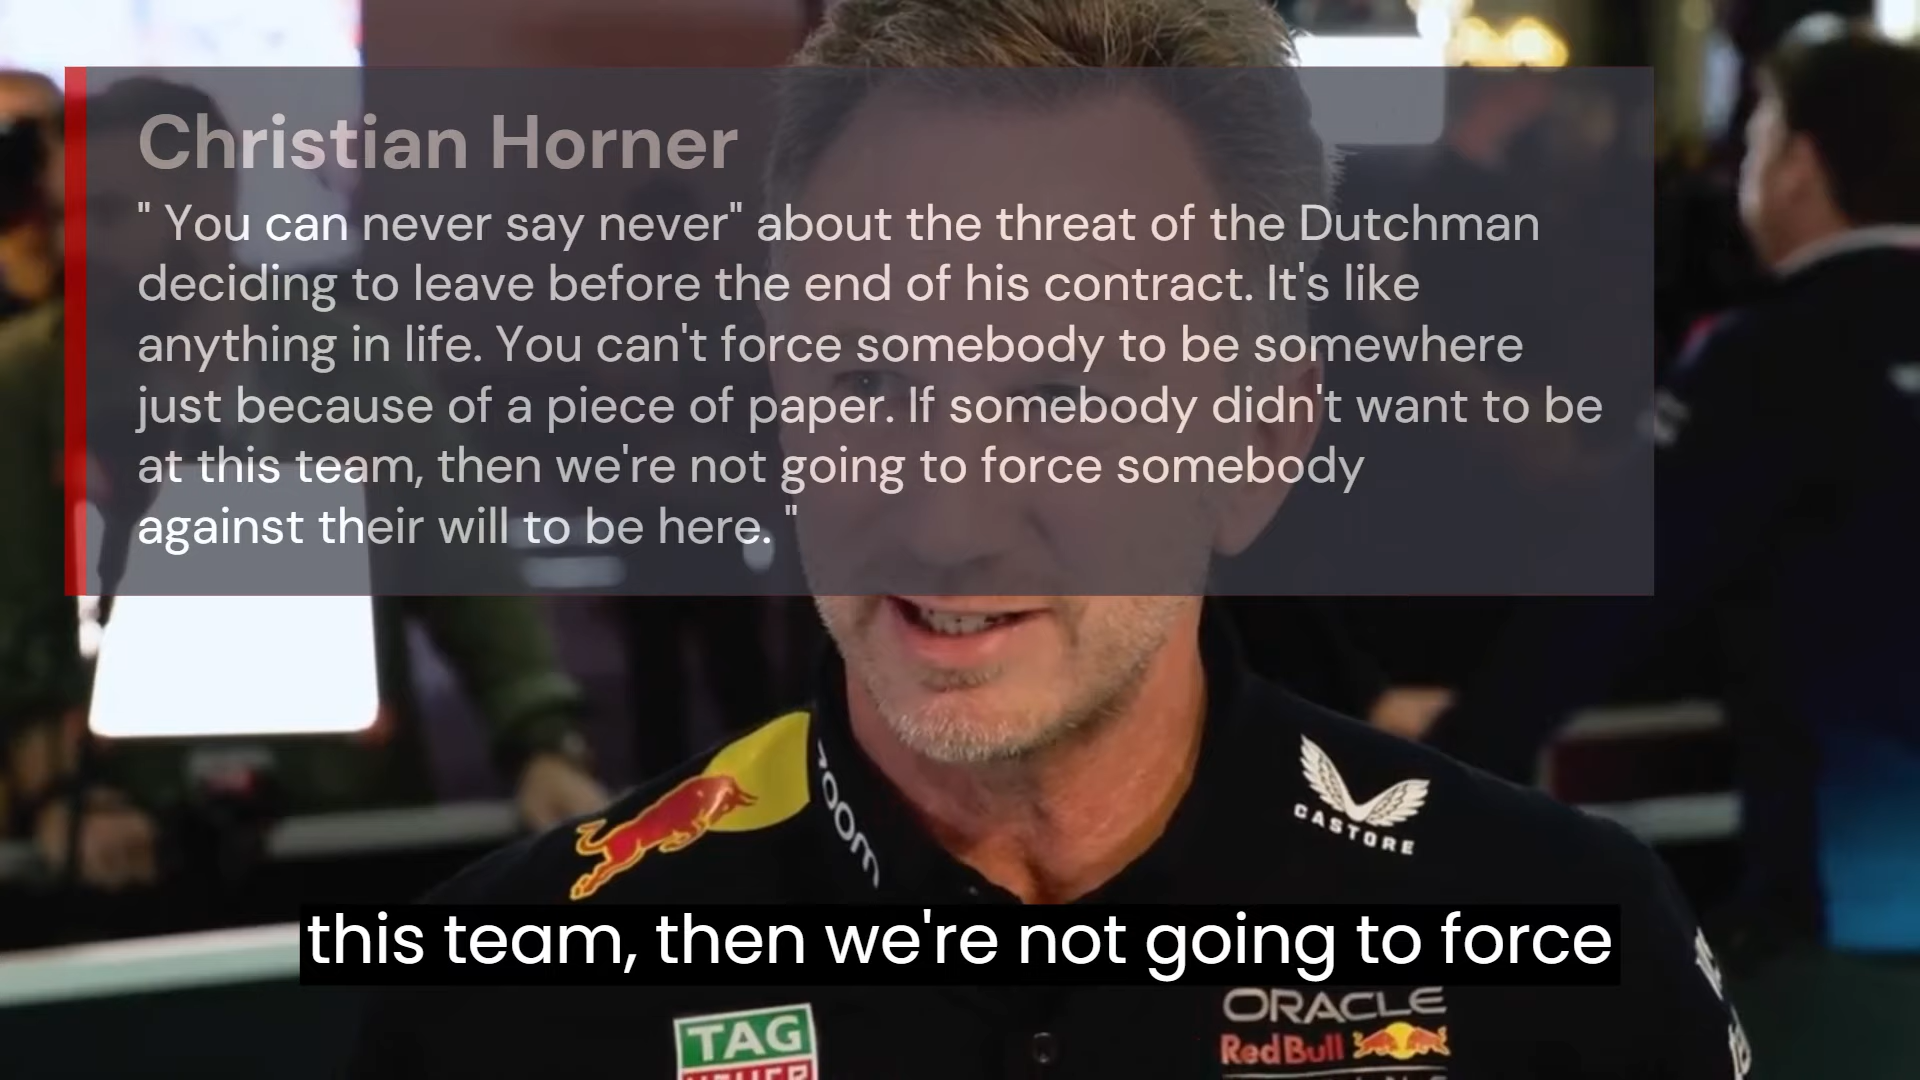 Christian Horner
" You can never say never" about the threat of the Dutchman
deciding to leave before the end of his contract. It's like
anything in life. You can't force somebody to be somewhere
just because of a piece of paper. If somebody didn't want to be
at this team, then we're not going to force somebody
against their will to be here. "
zoom
CASTORE
this team, then we're not going to force
ORACLE
TAG
Red Bull
HEUER